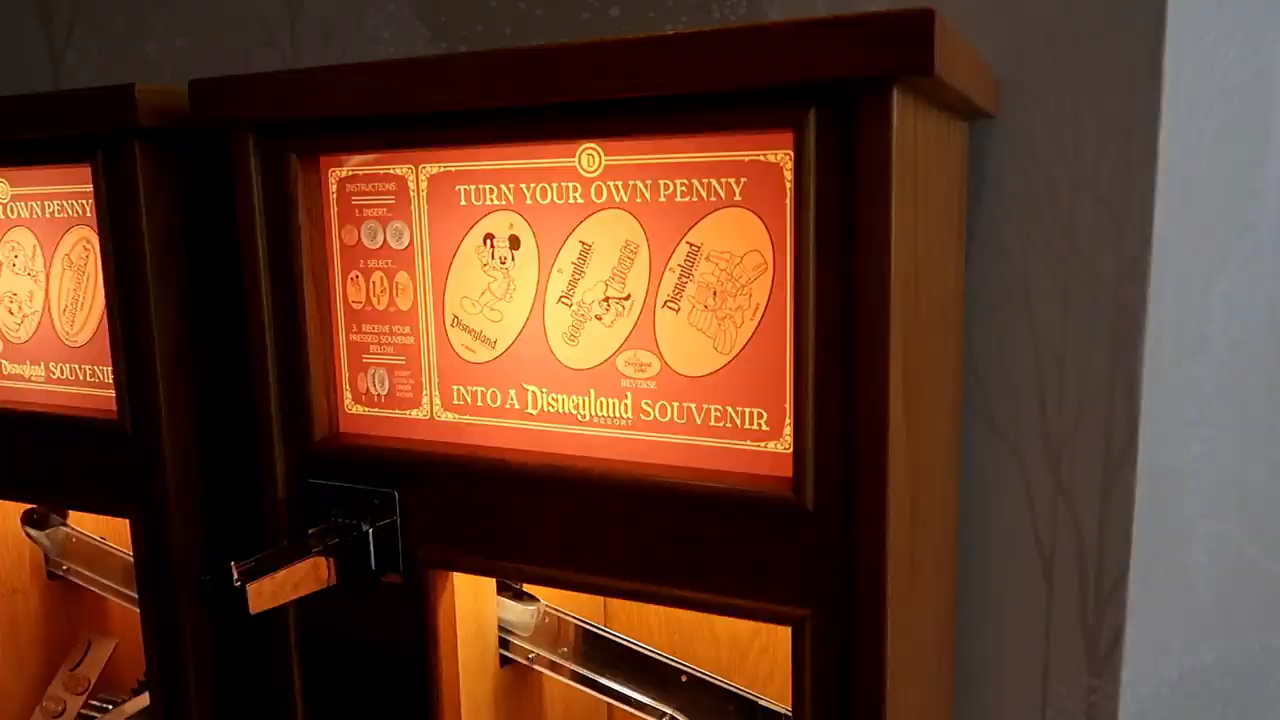 R OWN PENNY
Disneyland SOUVENIR
INSTRUCTIONS:
1. INSERT...
2. SELECT...
3. RECEIVE YOUR
PRESSED SOUVENIR
BELOW.
D
TURN YOUR OWN PENNY
Disneyland
Disneyland
Goofy's
KITCHEN
Disneyland
REVERSE
INTO A Disneyland SOUVENIR
RESORT